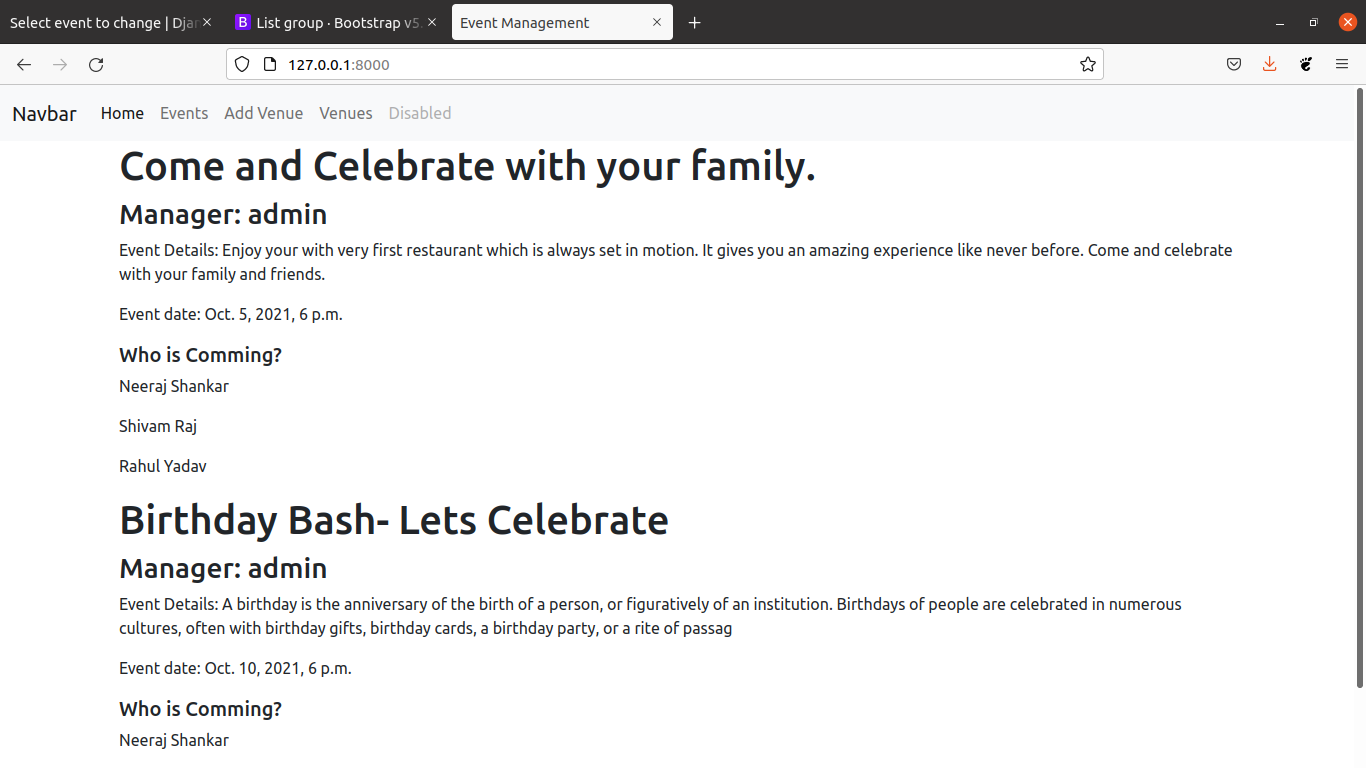 Select event to change | Djan
List group · Bootstrap v5.
Event Management
127.0.0.1:8000
Navbar Home Events Add Venue Venues Disabled
Come and Celebrate with your family.
Manager: admin
Event Details: Enjoy your with very first restaurant which is always set in motion. It gives you an amazing experience like never before. Come and celebrate
with your family and friends.
Event date: Oct. 5, 2021, 6 p.m.
Who is Comming?
Neeraj Shankar
Shivam Raj
Rahul Yadav
Birthday Bash- Lets Celebrate
Manager: admin
Event Details: A birthday is the anniversary of the birth of a person, or figuratively of an institution. Birthdays of people are celebrated in numerous
cultures, often with birthday gifts, birthday cards, a birthday party, or a rite of passag
Event date: Oct. 10, 2021, 6 p.m.
Who is Comming?
Neeraj Shankar